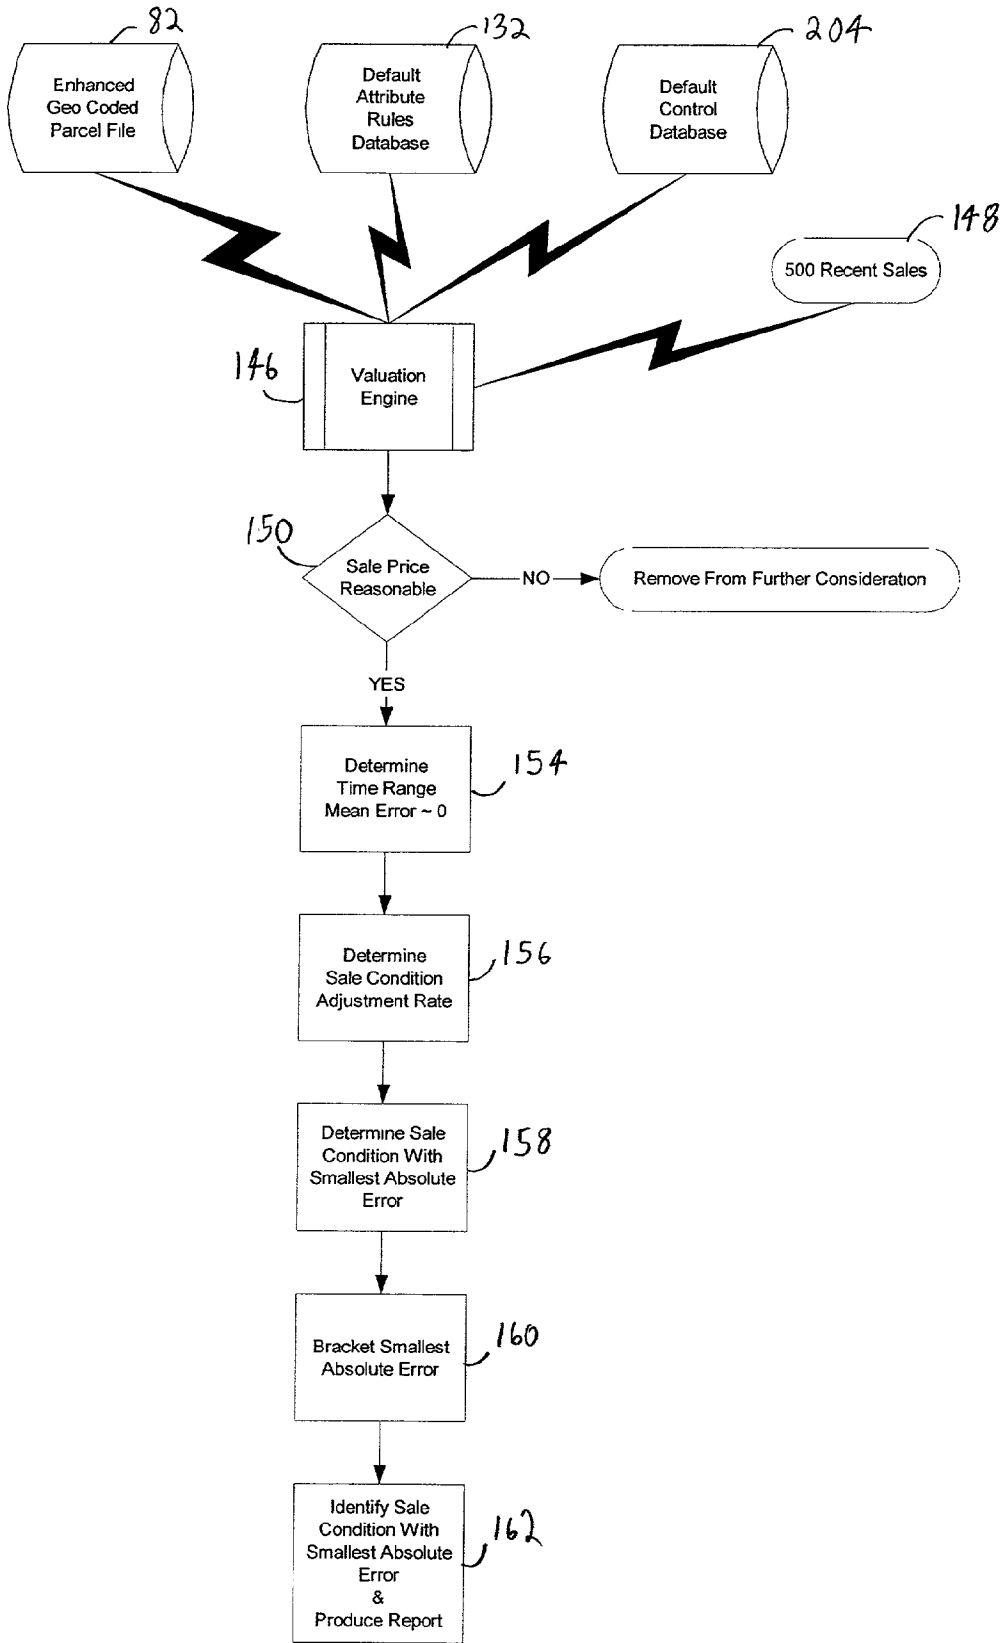 82
132
204
Enhanced
Geo Coded
Parcel File
Default
Attribute
Rules
Database
Default
Control
Database
148
500 Recent Sales
146
Valuation
Engine
150
Sale Price
Reasonable
NO
Remove From Further Consideration
YES
154
Determine
Time Range
Mean Error ~ 0
156
Determine
Sale Condition
Adjustment Rate
158
Determine Sale
Condition With
Smallest Absolute
Error
160
Bracket Smallest
Absolute Error
162
Identify Sale
Condition With
Smallest Absolute
Error
&
Produce Report